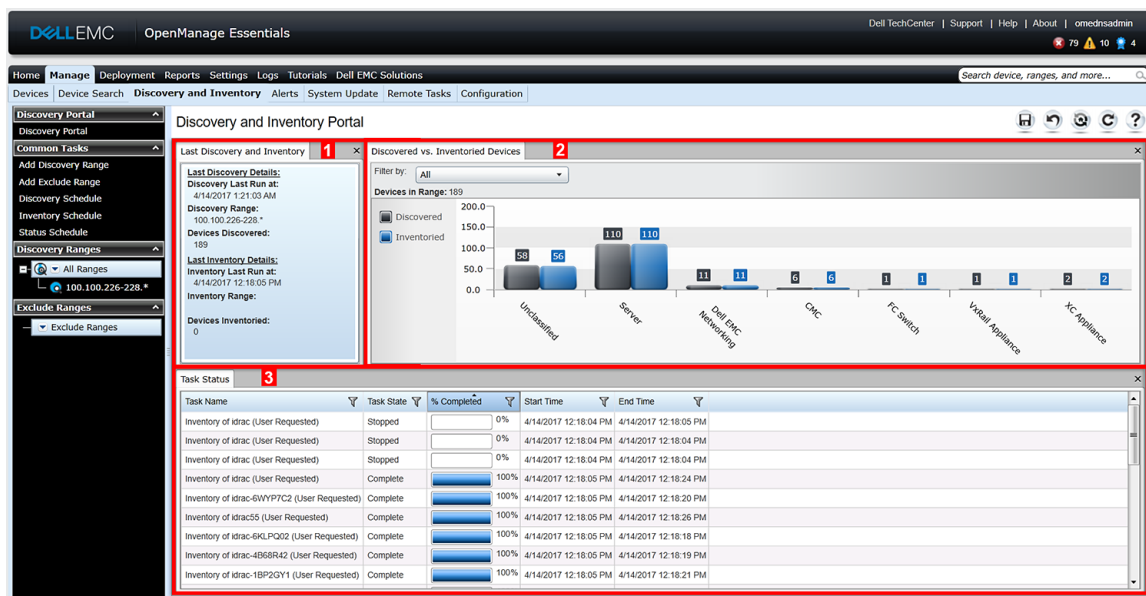 DELLEMC OpenManage Essentials
Dell TechCenter | Support | Help | About | omednsadmin
79 10 4
Home Manage Deployment Reports Settings Logs Tutorials Dell EMC Solutions
Search device, ranges, and more...
Devices Device Search Discovery and Inventory Alerts System Update Remote Tasks Configuration
Discovery Portal
Discovery Portal
Common Tasks
Add Discovery Range
Add Exclude Range
Discovery Schedule
Inventory Schedule
Status Schedule
Discovery Ranges
All Ranges
100.100.226-228.*
Exclude Ranges
Exclude Ranges
Discovery and Inventory Portal
?
Last Discovery and Inventory 1
Last Discovery Details:
Discovery Last Run at:
4/14/2017 1:21:03 AM
Discovery Range:
100.100.226-228.*
Devices Discovered:
189
Last Inventory Details:
Inventory Last Run at:
4/14/2017 12:18:05 PM
Inventory Range:
Devices Inventoried:
0
Discovered vs. Inventoried Devices 2
Filter by: All
Devices in Range: 189
Discovered
Inventoried
200.0
150.0
100.0
50.0
0.0
58 56 110 110 11 11 6 6 1 1 1 1 2 2
Unclassified
Server
Dell EMC Networking
CMC
FC Switch
VxRail Appliance
XC Appliance
Task Status 3
Task Name Task State % Completed Start Time End Time
Inventory of idrac (User Requested) Stopped 0% 4/14/2017 12:18:04 PM 4/14/2017 12:18:05 PM
Inventory of idrac (User Requested) Stopped 0% 4/14/2017 12:18:04 PM 4/14/2017 12:18:04 PM
Inventory of idrac (User Requested) Stopped 0% 4/14/2017 12:18:04 PM 4/14/2017 12:18:04 PM
Inventory of idrac (User Requested) Complete 100% 4/14/2017 12:18:05 PM 4/14/2017 12:18:24 PM
Inventory of idrac-6WYP7C2 (User Requested) Complete 100% 4/14/2017 12:18:05 PM 4/14/2017 12:18:20 PM
Inventory of idrac55 (User Requested) Complete 100% 4/14/2017 12:18:05 PM 4/14/2017 12:18:26 PM
Inventory of idrac-6KLPQ02 (User Requested) Complete 100% 4/14/2017 12:18:05 PM 4/14/2017 12:18:18 PM
Inventory of idrac-4B68R42 (User Requested) Complete 100% 4/14/2017 12:18:05 PM 4/14/2017 12:18:19 PM
Inventory of idrac-1BP2GY1 (User Requested) Complete 100% 4/14/2017 12:18:05 PM 4/14/2017 12:18:21 PM